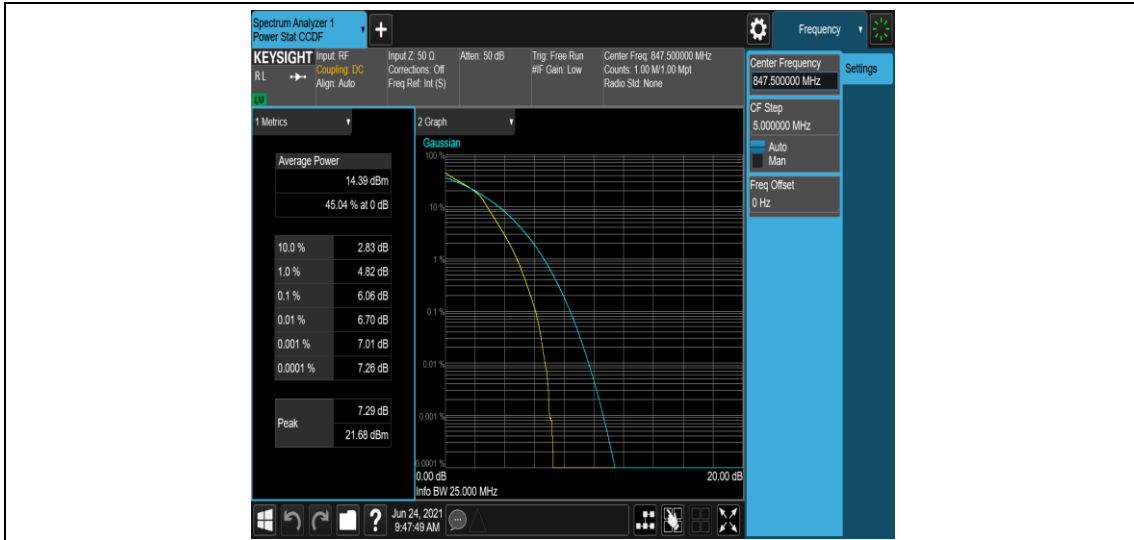 Spectrum Analyzer 1
Power Stat CCDF
Frequency
KEYSIGHT
R L
LXI
Input: RF
Coupling: DC
Align: Auto
Input Z: 50 Ω
Corrections: Off
Freq Ref: Int (S)
Atten: 50 dB
Trig: Free Run
#IF Gain: Low
Center Freq: 847.500000 MHz
Counts: 1.00 M/1.00 Mpt
Radio Std: None
Center Frequency
847.500000 MHz
Settings
CF Step
5.000000 MHz
Auto
Man
Freq Offset
0 Hz
1 Metrics
Average Power
14.39 dBm
45.04 % at 0 dB
10.0 % 2.83 dB
1.0 % 4.82 dB
0.1 % 6.06 dB
0.01 % 6.70 dB
0.001 % 7.01 dB
0.0001 % 7.26 dB
Peak
7.29 dB
21.68 dBm
2 Graph
Gaussian
100 %
10 %
1 %
0.1 %
0.01 %
0.001 %
0.0001 %
0.00 dB 20.00 dB
Info BW 25.000 MHz
?
Jun 24, 2021
9:47:49 AM